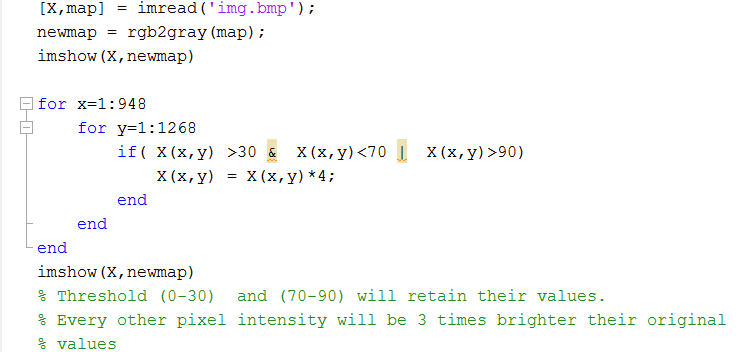 [X,map] = imread('img.bmp');
newmap = rgb2gray(map);
imshow(X,newmap)
for x=1:948
for y=1:1268
if( X(x,y) >30 & X(x,y)<70 | X(x,y)>90)
X(x,y) = X(x,y)*4;
end
end
end
imshow(X,newmap)
% Threshold (0-30)  and (70-90) will retain their values.
% Every other pixel intensity will be 3 times brighter their original
% values